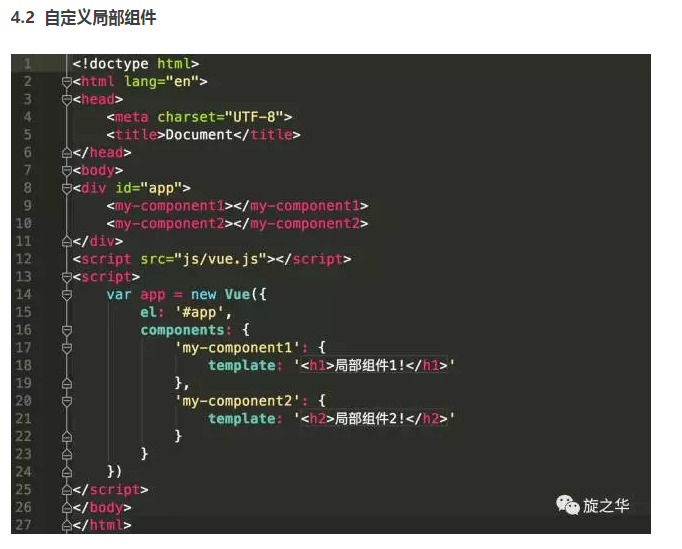 4.2 自定义局部组件
1 <!doctype html>
2 <html lang="en">
3 <head>
4 <meta charset="UTF-8">
5 <title>Document</title>
6 </head>
7 <body>
8 <div id="app">
9 <my-component1></my-component1>
10 <my-component2></my-component2>
11 </div>
12 <script src="js/vue.js"></script>
13 <script>
14 var app = new Vue({
15 el: '#app',
16 components: {
17 'my-component1': {
18 template: '<h1>局部组件1!</h1>'
19 },
20 'my-component2': {
21 template: '<h2>局部组件2!</h2>'
22 }
23 }
24 })
25 </script>
26 </body>
27 </html>
旋之华